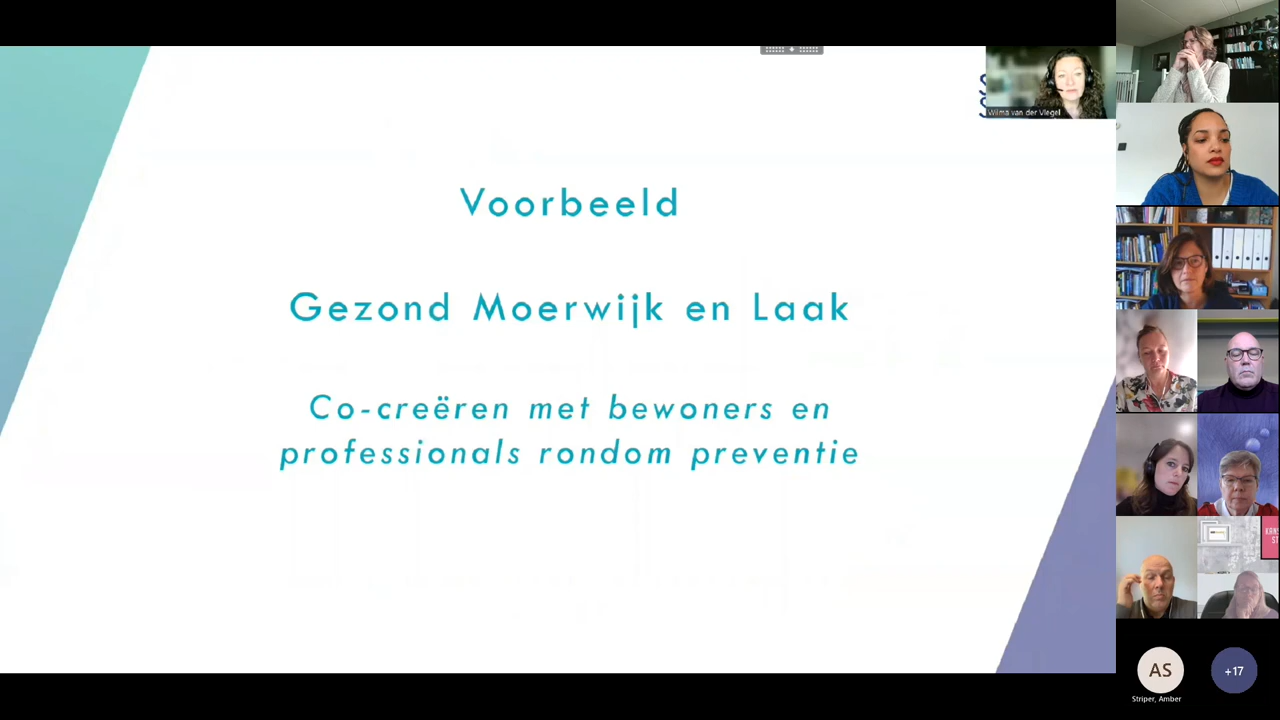 Voorbeeld
Gezond Moerwijk en Laak
Co-creëren met bewoners en
professionals rondom preventie
Wilma van der Vlegel
AS
+17
Striper, Amber